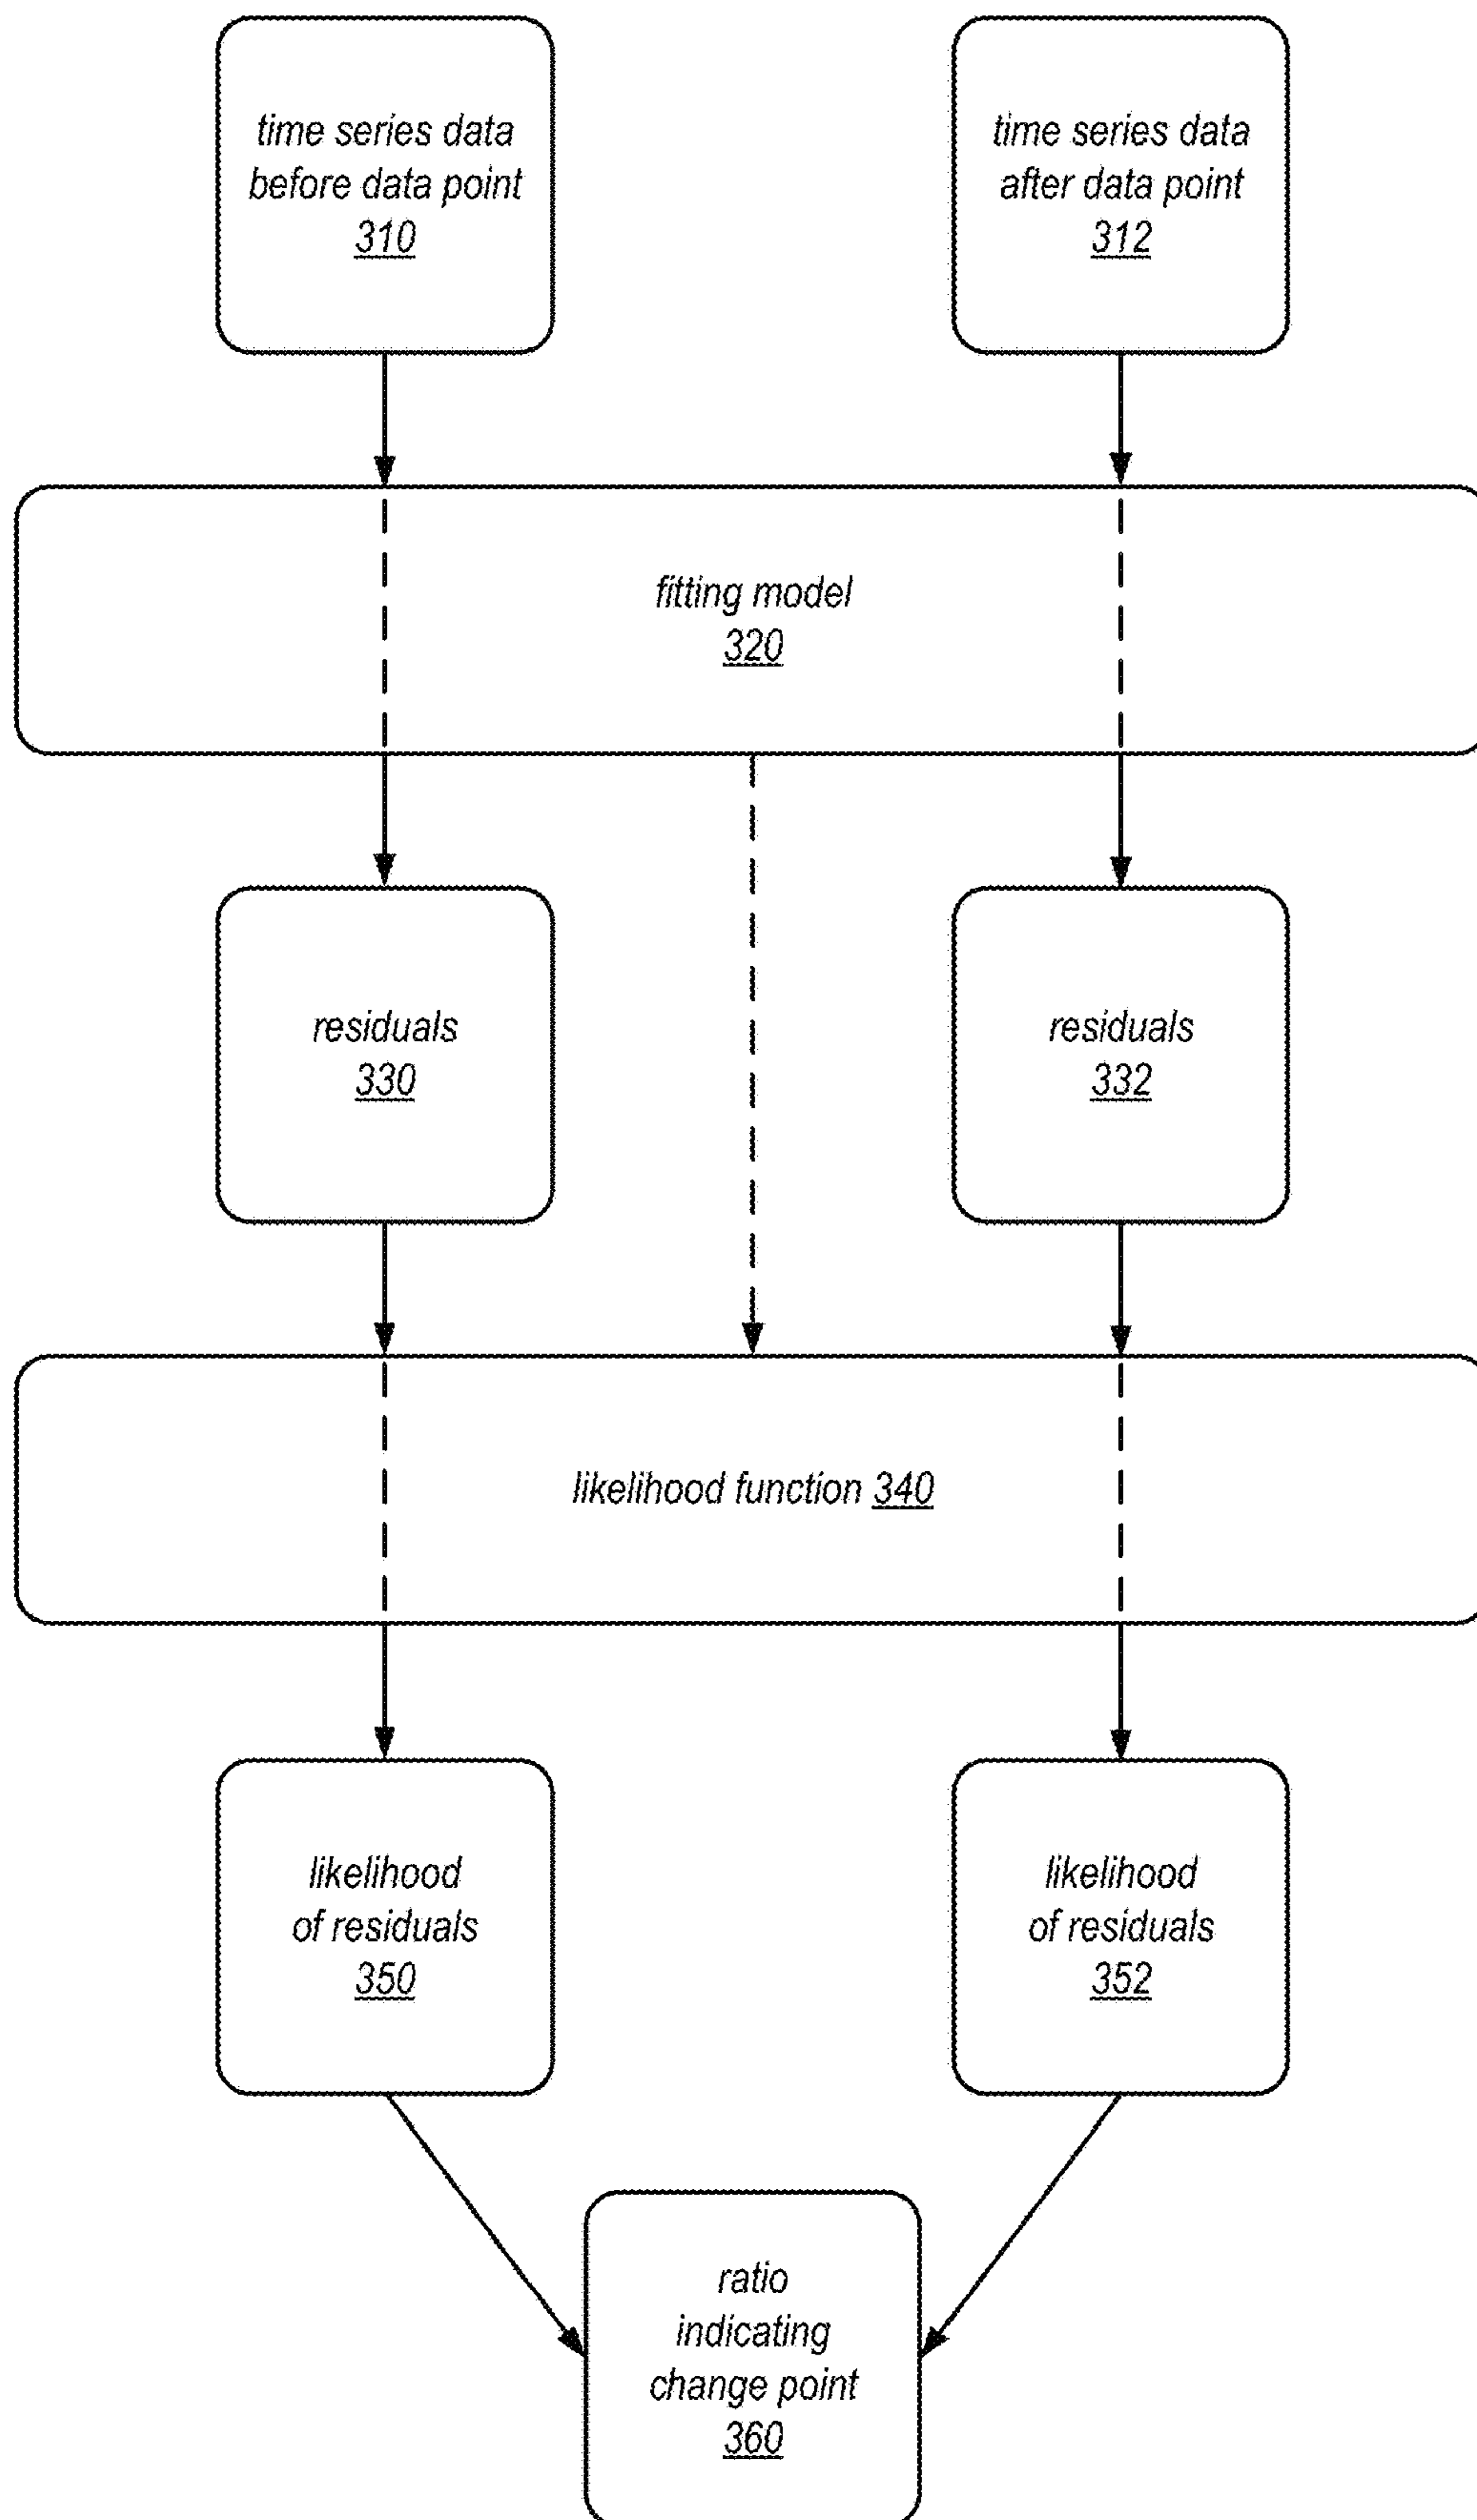 time series data
before data point
310
time series data
after data point
312
fitting model
320
residuals
330
residuals
332
likelihood function 340
likelihood
of residuals
350
likelihood
of residuals
352
ratio
indicating
change point
360